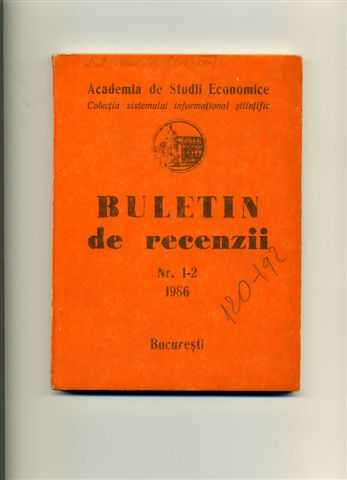 Academia de Studii Economice
Colecția sistemului informațional științific
BULETIN
de recenzii
Nr. 1-2
1986
120-192
București